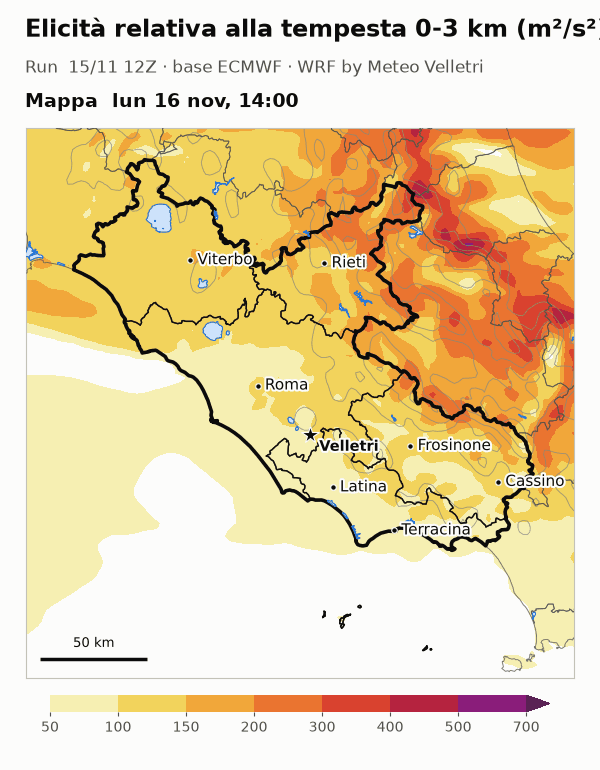 Elicità relativa alla tempesta 0-3 km (m²/s²)
Run 15/11 12Z · base ECMWF · WRF by Meteo Velletri
Mappa lun 16 nov, 14:00
Viterbo
Rieti
Roma
Velletri
Frosinone
Cassino
Latina
Terracina
50 km
50 100 150 200 300 400 500 700